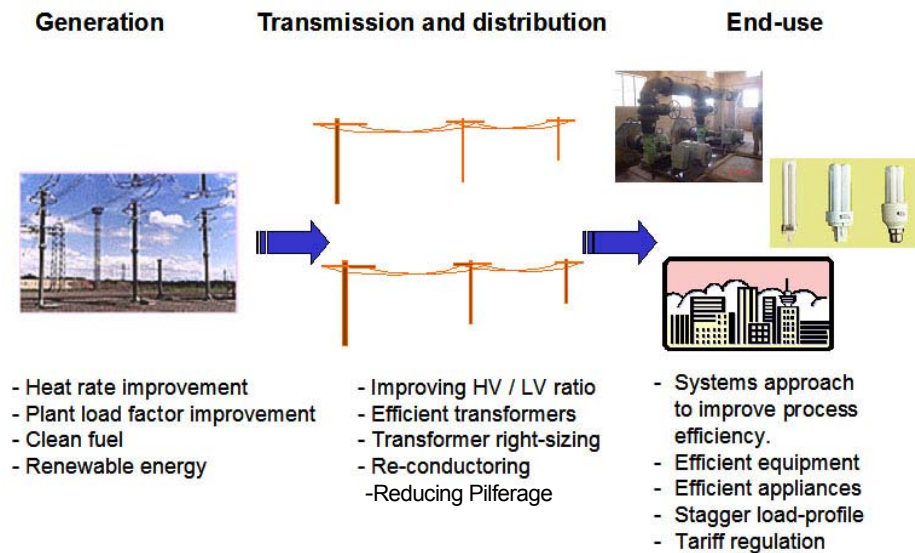 Generation
Transmission and distribution
End-use
- Heat rate improvement
- Plant load factor improvement
- Clean fuel
- Renewable energy
- Improving HV / LV ratio
- Efficient transformers
- Transformer right-sizing
- Re-conductoring
-Reducing Pilferage
- Systems approach
to improve process
efficiency.
- Efficient equipment
- Efficient appliances
- Stagger load-profile
- Tariff regulation